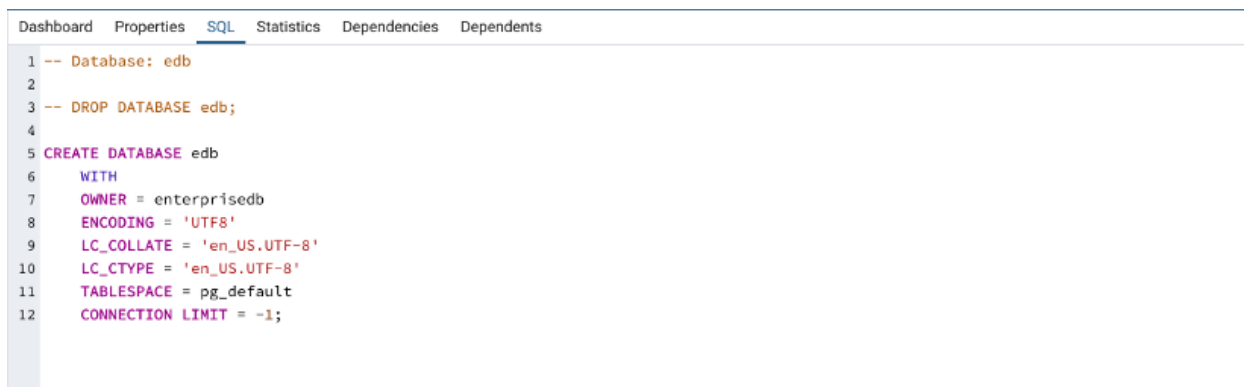 Dashboard Properties SQL Statistics Dependencies Dependents
1 -- Database: edb
2
3 -- DROP DATABASE edb;
4
5 CREATE DATABASE edb
6     WITH
7     OWNER = enterprisedb
8     ENCODING = 'UTF8'
9     LC_COLLATE = 'en_US.UTF-8'
10     LC_CTYPE = 'en_US.UTF-8'
11     TABLESPACE = pg_default
12     CONNECTION LIMIT = -1;